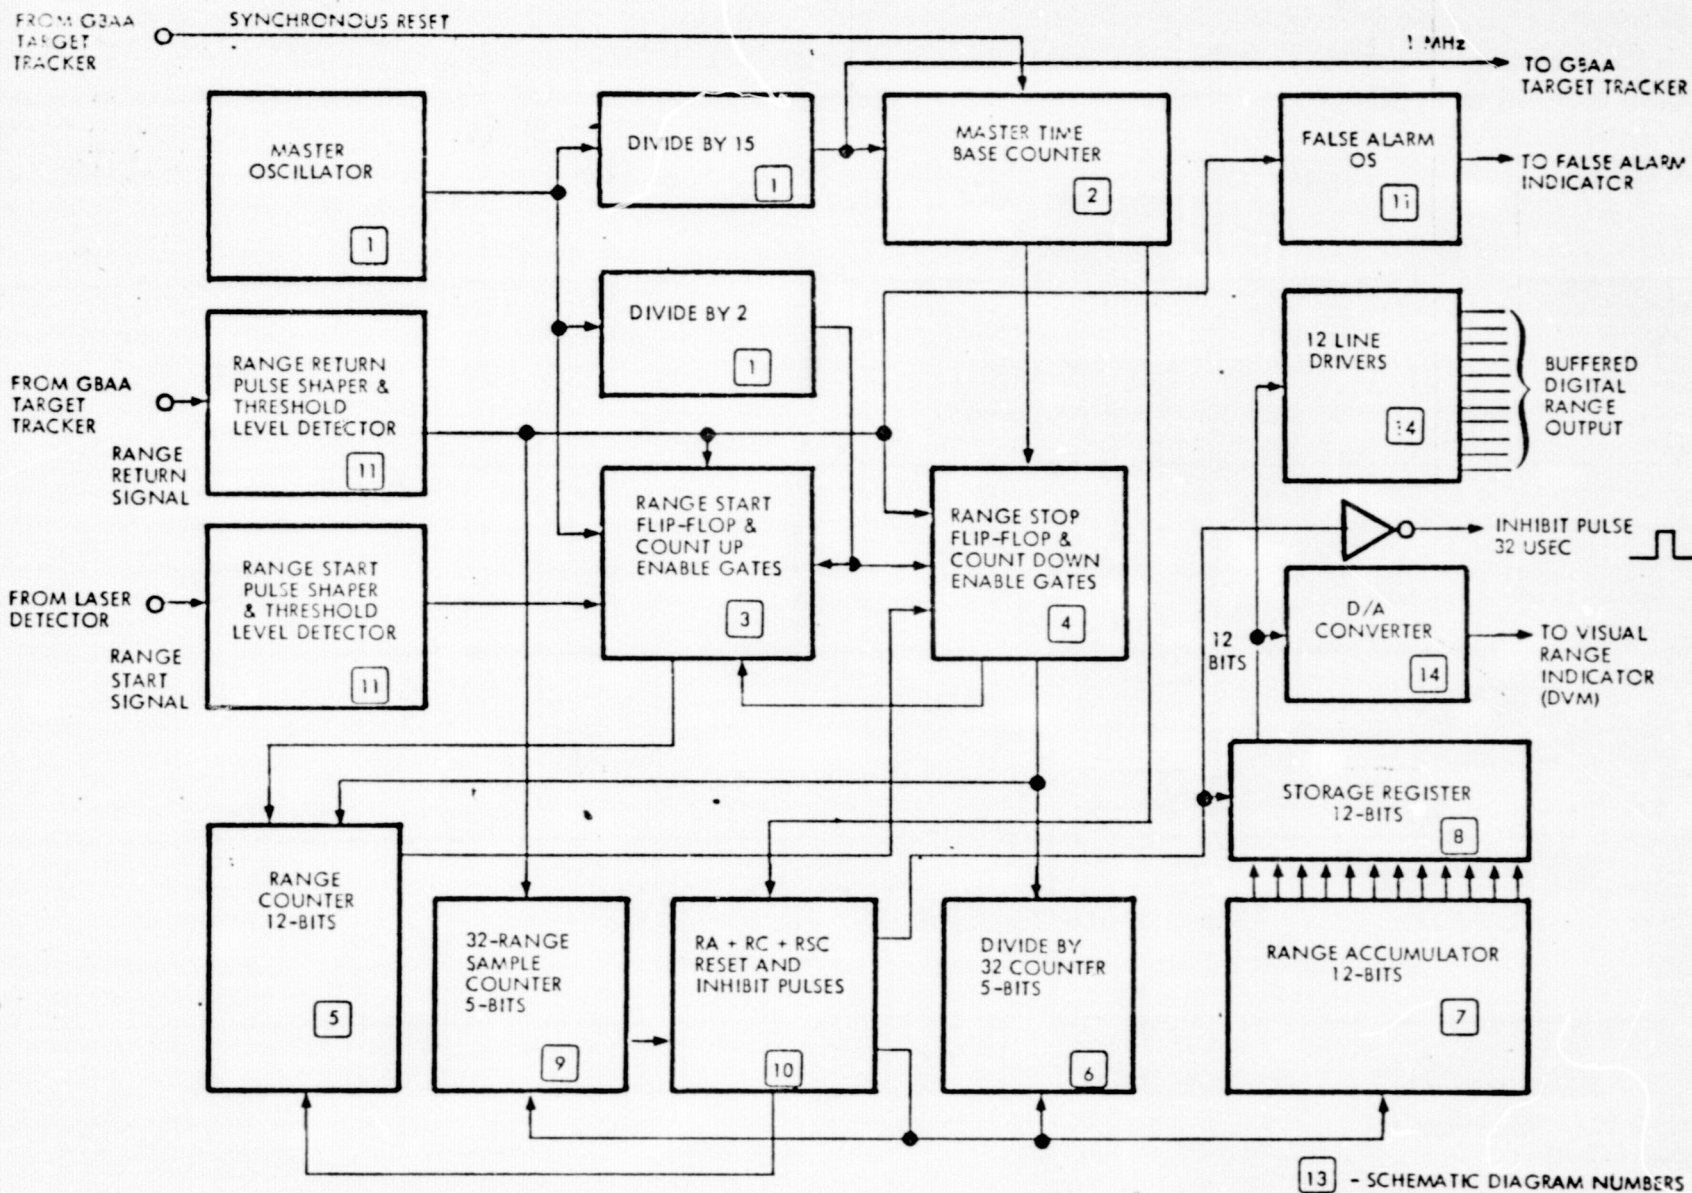 FROM GBAA
TARGET
TRACKER
SYNCHRONOUS RESET
1 MHz
TO GBAA
TARGET TRACKER
MASTER
OSCILLATOR
1
DIVIDE BY 15
1
MASTER TIME
BASE COUNTER
2
FALSE ALARM
OS
11
TO FALSE ALARM
INDICATOR
DIVIDE BY 2
1
FROM GBAA
TARGET
TRACKER
RANGE
RETURN
SIGNAL
RANGE RETURN
PULSE SHAPER &
THRESHOLD
LEVEL DETECTOR
11
12 LINE
DRIVERS
14
BUFFERED
DIGITAL
RANGE
OUTPUT
RANGE START
FLIP-FLOP &
COUNT UP
ENABLE GATES
3
RANGE STOP
FLIP-FLOP &
COUNT DOWN
ENABLE GATES
4
INHIBIT PULSE
32 USEC
FROM LASER
DETECTOR
RANGE
START
SIGNAL
RANGE START
PULSE SHAPER
& THRESHOLD
LEVEL DETECTOR
11
12
BITS
D/A
CONVERTER
14
TO VISUAL
RANGE
INDICATOR
(DVM)
STORAGE REGISTER
12-BITS
8
RANGE
COUNTER
12-BITS
5
32-RANGE
SAMPLE
COUNTER
5-BITS
9
RA + RC + RSC
RESET AND
INHIBIT PULSES
10
DIVIDE BY
32 COUNTER
5-BITS
6
RANGE ACCUMULATOR
12-BITS
7
13 - SCHEMATIC DIAGRAM NUMBERS